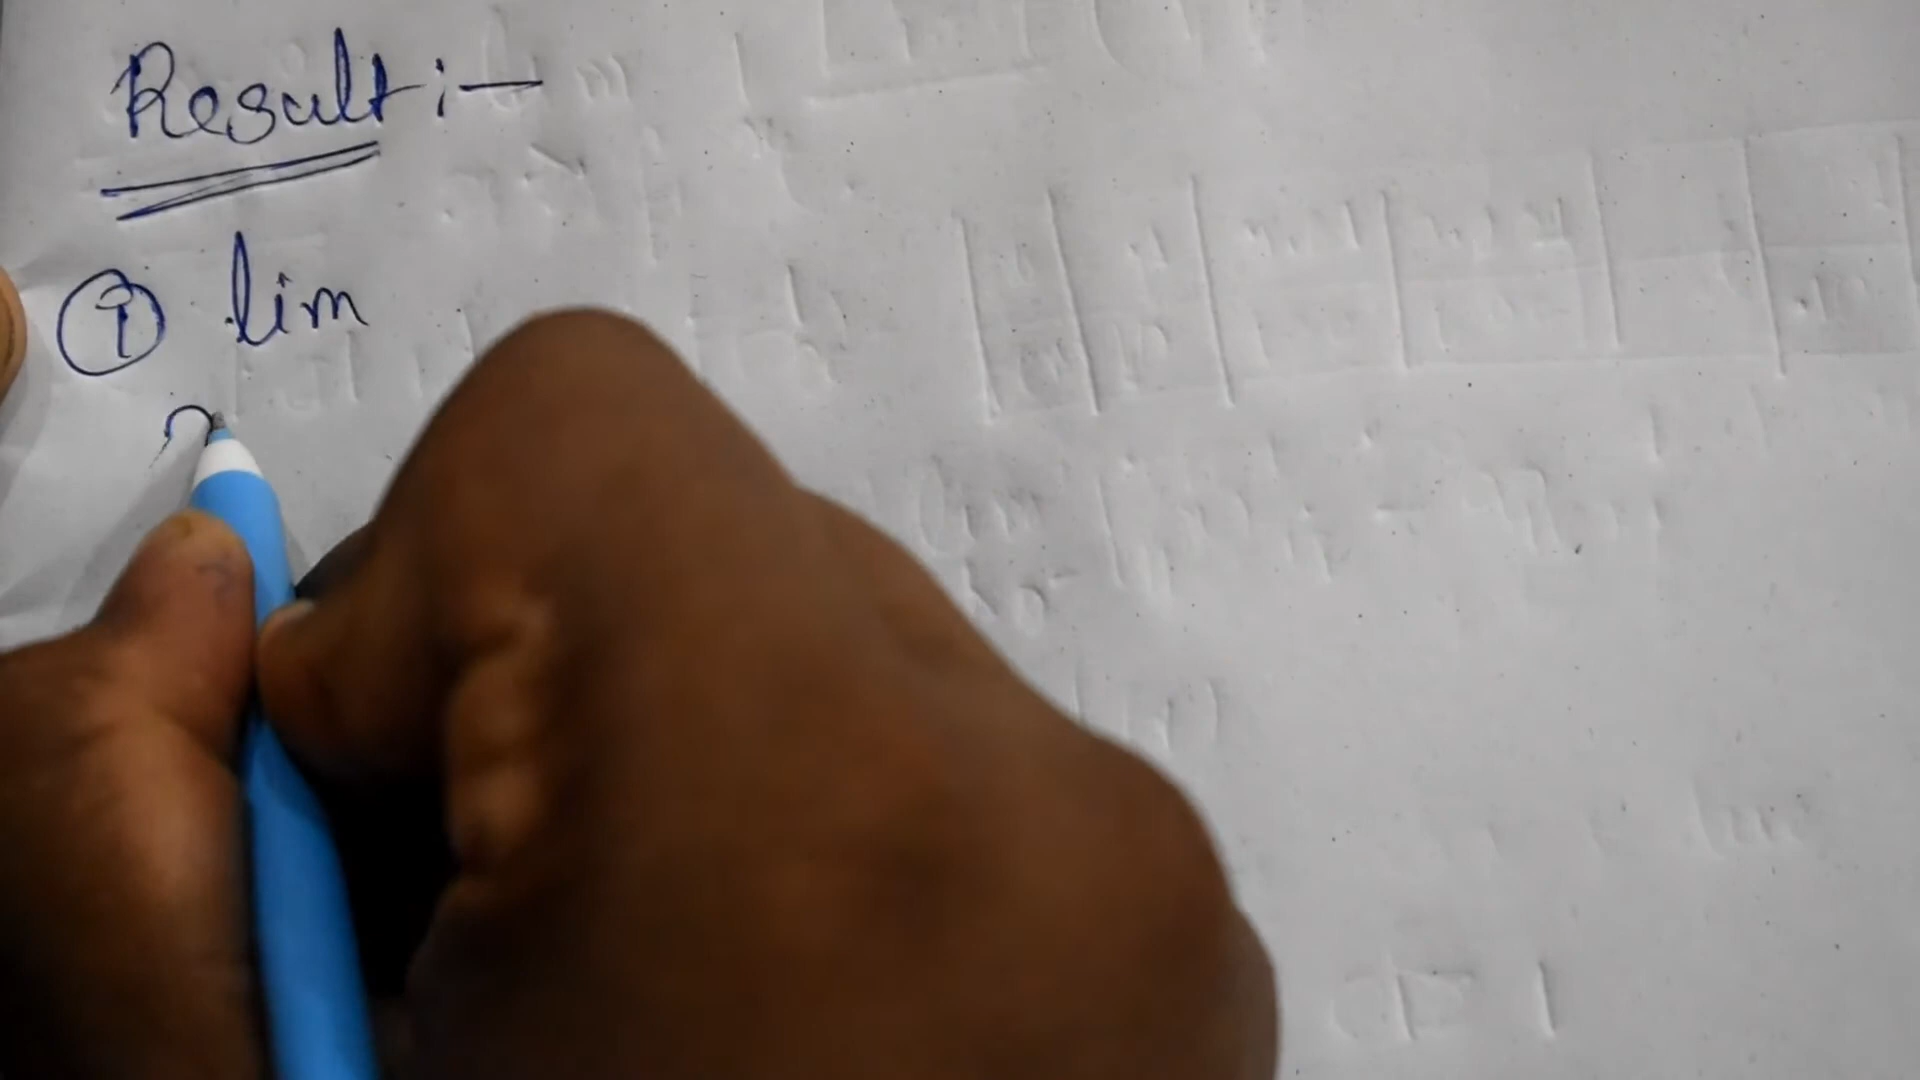 Result :-
(i) lim